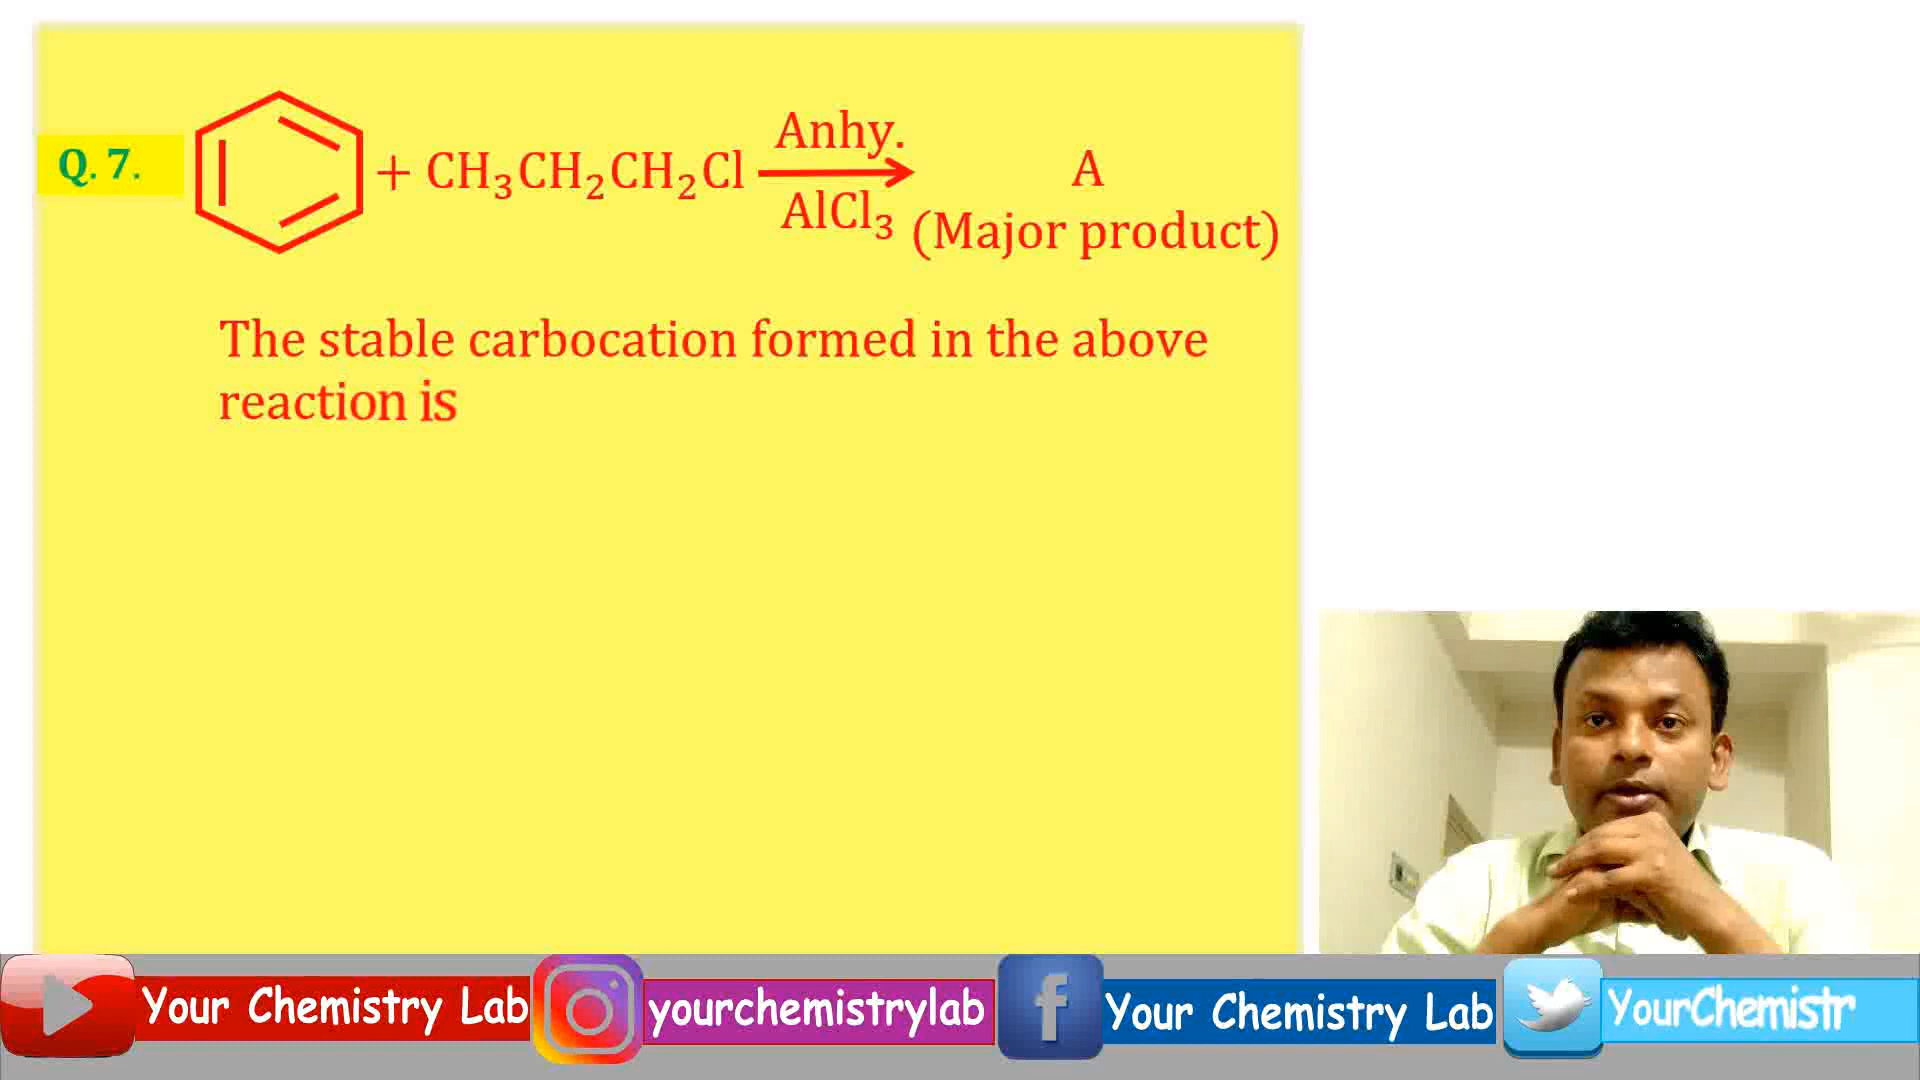 Q. 7.
+ CH₃CH₂CH₂Cl
Anhy.
AlCl₃
A
(Major product)
The stable carbocation formed in the above
reaction is
Your Chemistry Lab
yourchemistrylab
f
Your Chemistry Lab
YourChemistr